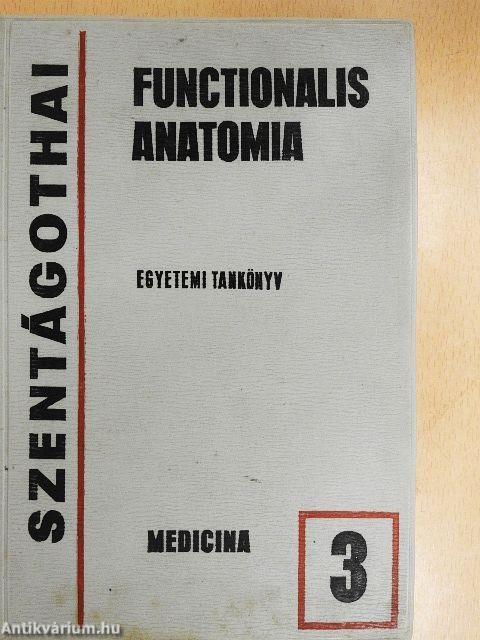 SZENTÁGOTHAI
FUNCTIONALIS
ANATOMIA
EGYETEMI TANKÖNYV
MEDICINA
3
Antikvárium.hu